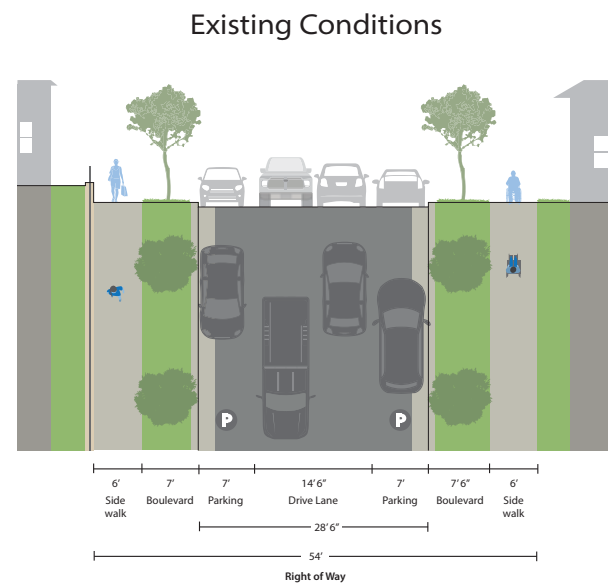 Existing Conditions
P P
6' 7' 7' 14'6" 7' 7'6" 6'
Side Boulevard Parking Drive Lane Parking Boulevard Side
walk walk
28'6"
54'
Right of Way